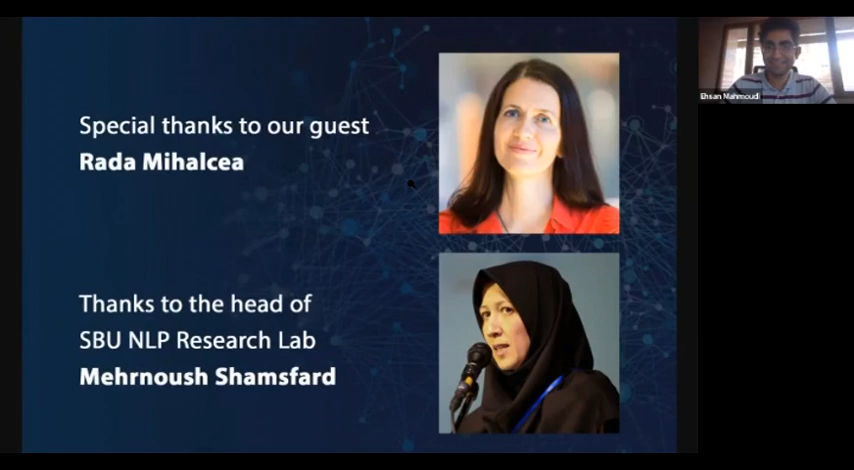 Special thanks to our guest
Rada Mihalcea
Thanks to the head of
SBU NLP Research Lab
Mehrnoush Shamsfard
Ehsan Mahmoudi